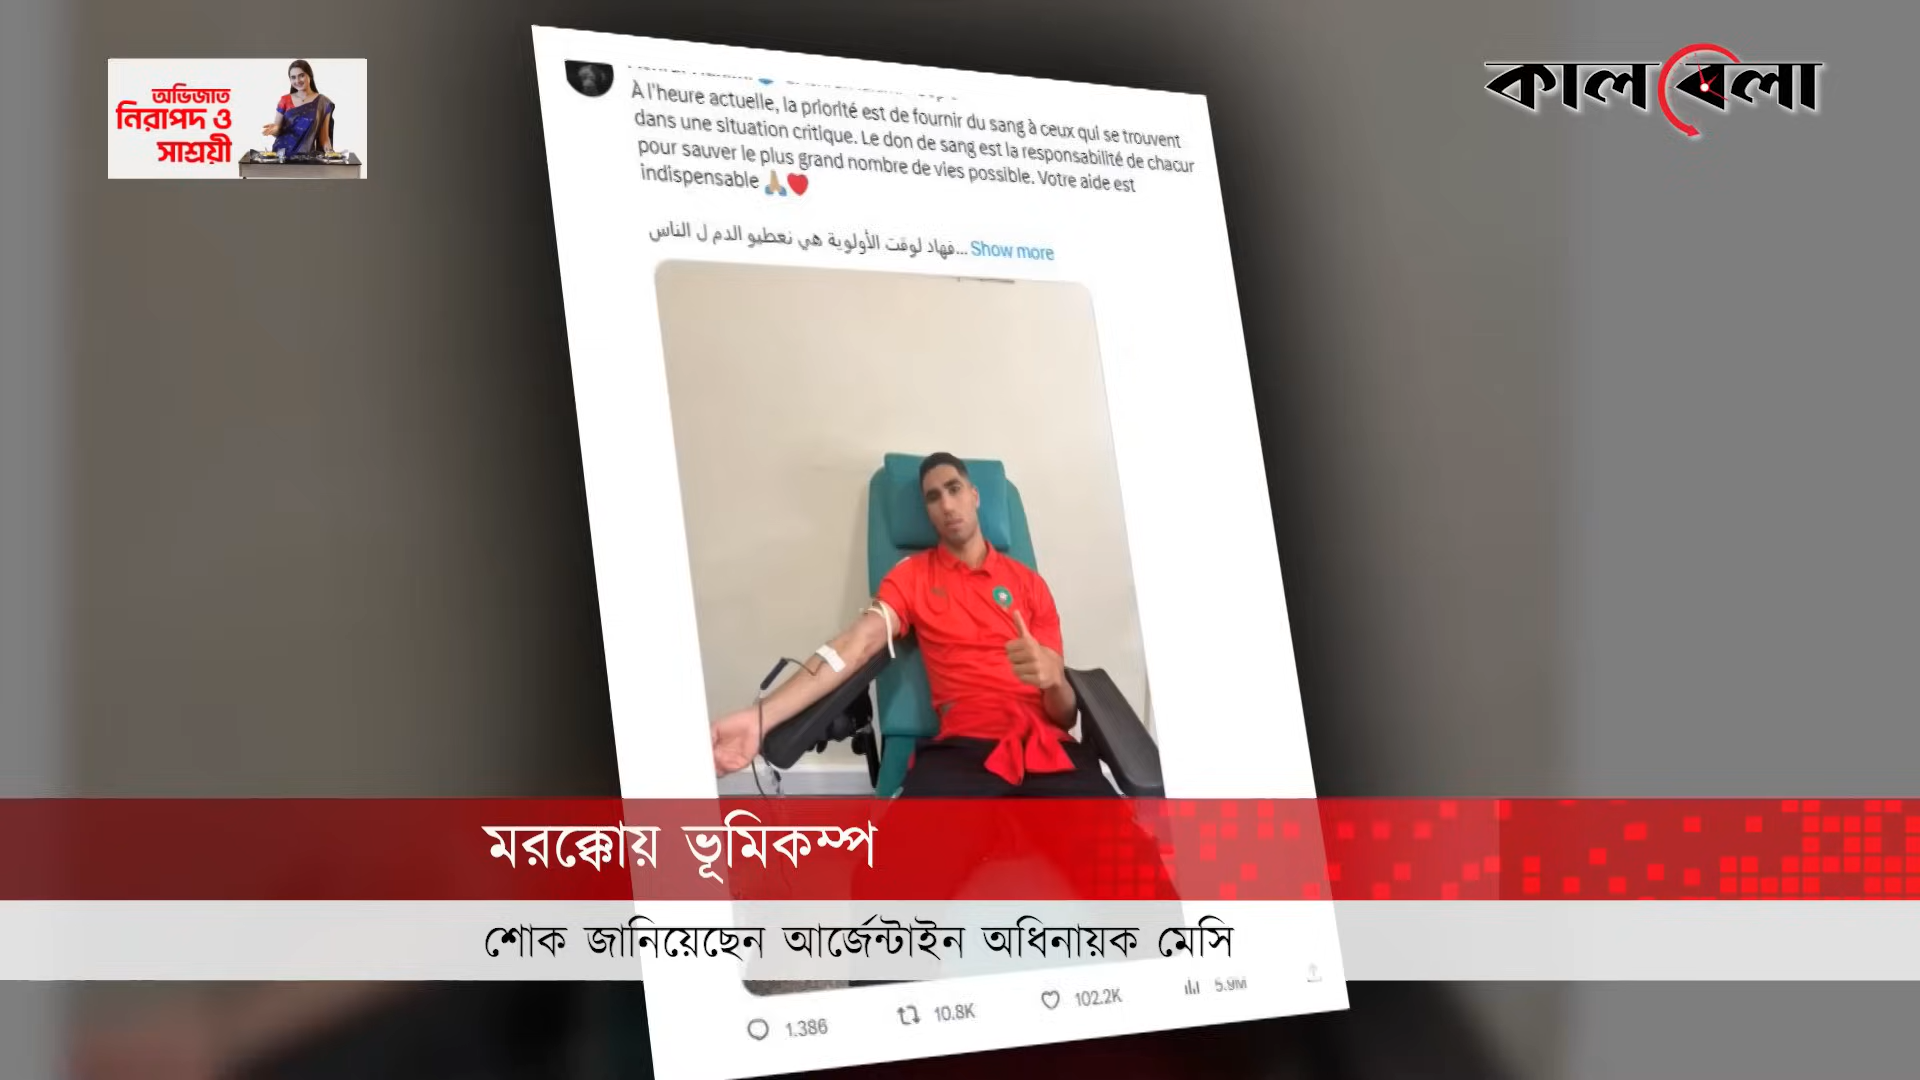 অভিজাত
নিরাপদ ও
সাশ্রয়ী
কালবেলা
À l'heure actuelle, la priorité est de fournir du sang à ceux qui se trouvent
dans une situation critique. Le don de sang est la responsabilité de chacun
pour sauver le plus grand nombre de vies possible. Votre aide est
indispensable 🙏🏽❤️
فهاد لوقت الأولوية هي نعطيو الدم ل الناس... Show more
মরক্কোয় ভূমিকম্প
শোক জানিয়েছেন আর্জেন্টাইন অধিনায়ক মেসি
1.386 10.8K 102.2K 5.9M